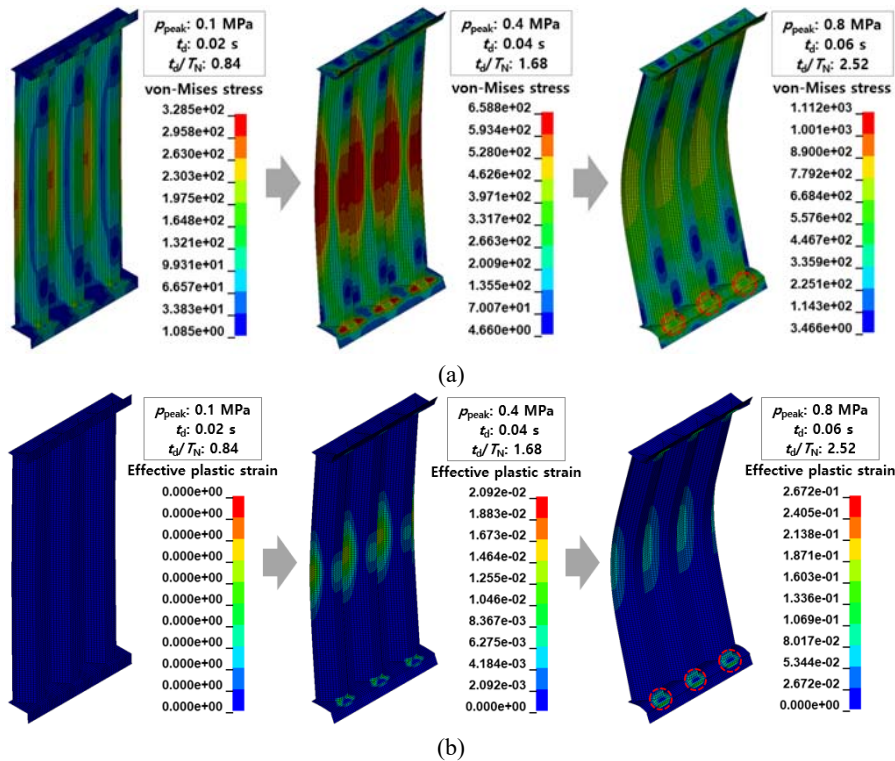 p_peak: 0.1 MPa
t_d: 0.02 s
t_d/T_N: 0.84
von-Mises stress
3.285e+02
2.958e+02
2.630e+02
2.303e+02
1.975e+02
1.648e+02
1.321e+02
9.931e+01
6.657e+01
3.383e+01
1.085e+00
p_peak: 0.4 MPa
t_d: 0.04 s
t_d/T_N: 1.68
von-Mises stress
6.588e+02
5.934e+02
5.280e+02
4.626e+02
3.971e+02
3.317e+02
2.663e+02
2.009e+02
1.355e+02
7.007e+01
4.660e+00
p_peak: 0.8 MPa
t_d: 0.06 s
t_d/T_N: 2.52
von-Mises stress
1.112e+03
1.001e+03
8.900e+02
7.792e+02
6.684e+02
5.576e+02
4.467e+02
3.359e+02
2.251e+02
1.143e+02
3.466e+00
(a)
p_peak: 0.1 MPa
t_d: 0.02 s
t_d/T_N: 0.84
Effective plastic strain
0.000e+00
0.000e+00
0.000e+00
0.000e+00
0.000e+00
0.000e+00
0.000e+00
0.000e+00
0.000e+00
0.000e+00
0.000e+00
p_peak: 0.4 MPa
t_d: 0.04 s
t_d/T_N: 1.68
Effective plastic strain
2.092e-02
1.883e-02
1.673e-02
1.464e-02
1.255e-02
1.046e-02
8.367e-03
6.275e-03
4.184e-03
2.092e-03
0.000e+00
p_peak: 0.8 MPa
t_d: 0.06 s
t_d/T_N: 2.52
Effective plastic strain
2.672e-01
2.405e-01
2.138e-01
1.871e-01
1.603e-01
1.336e-01
1.069e-01
8.017e-02
5.344e-02
2.672e-02
0.000e+00
(b)